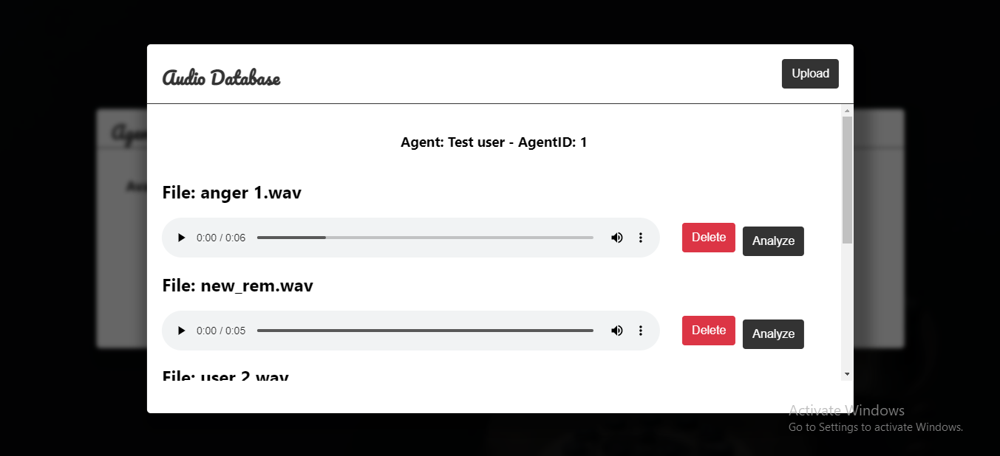 Audio Database
Upload
Agent: Test user - AgentID: 1
File: anger 1.wav
0:00 / 0:06
Delete
Analyze
File: new_rem.wav
0:00 / 0:05
Delete
Analyze
File: user 2.wav
Activate Windows
Go to Settings to activate Windows.